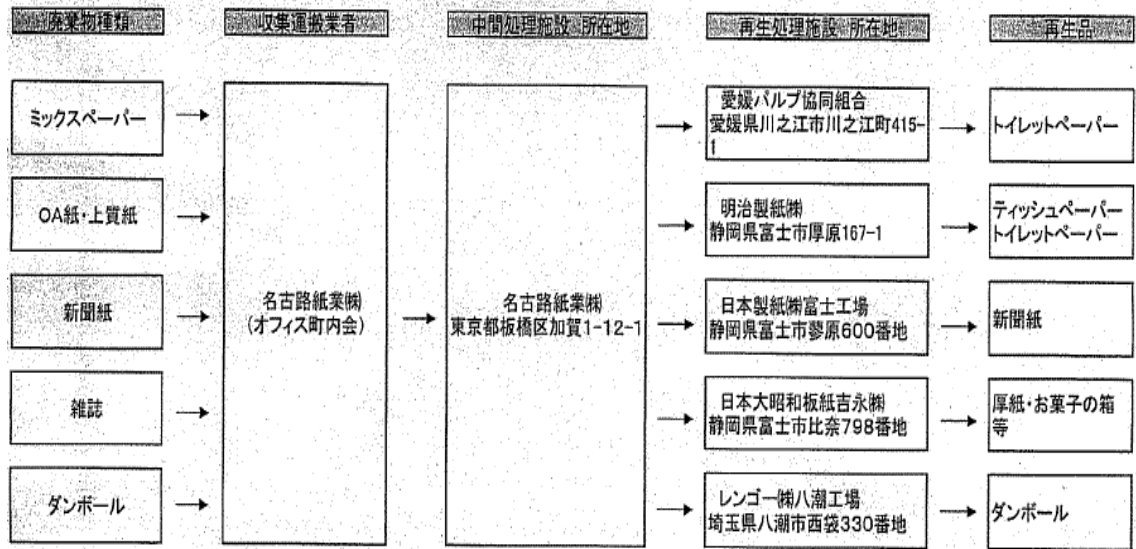 廃棄物種類
収集運搬業者
中間処理施設 所在地
再生処理施設 所在地
再生品
ミックスペーパー
OA紙・上質紙
新聞紙
雑誌
ダンボール
名古路紙業㈱
(オフィス町内会)
名古路紙業㈱
東京都板橋区加賀1-12-1
愛媛パルプ協同組合
愛媛県川之江市川之江町415-
1
トイレットペーパー
明治製紙㈱
静岡県富士市厚原167-1
ティッシュペーパー
トイレットペーパー
日本製紙㈱富士工場
静岡県富士市蓼原600番地
新聞紙
日本大昭和板紙吉永㈱
静岡県富士市比奈798番地
厚紙・お菓子の箱
等
レンゴー㈱八潮工場
埼玉県八潮市西袋330番地
ダンボール